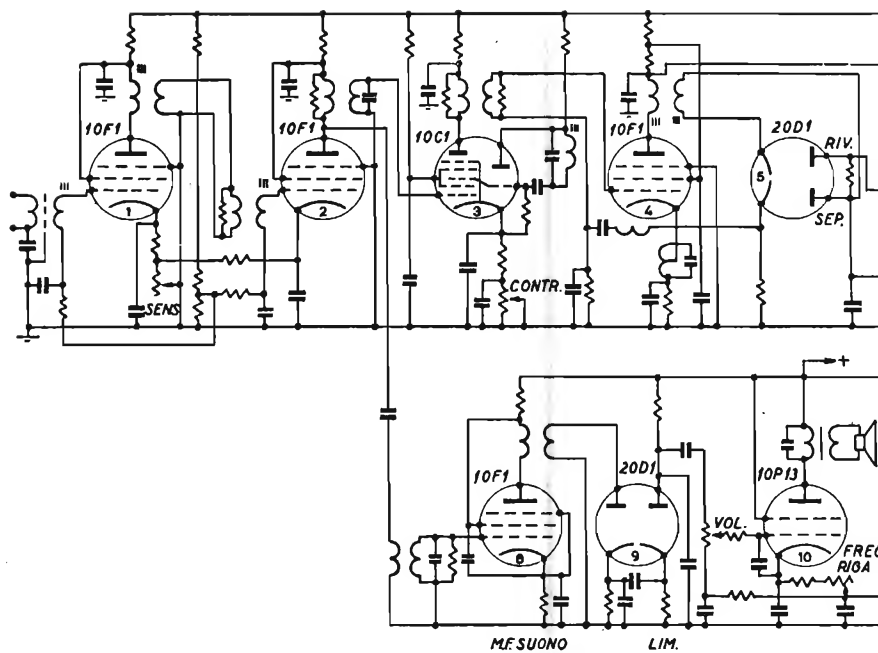 10F1
10F1
10C1
10F1
20D1
RIV.
1
2
3
4
5
SEP.
SENS
CONTR.
+
10F1
20D1
10P13
VOL.
8
9
10
FREQ
RIGA
M.F. SUONO
LIM.